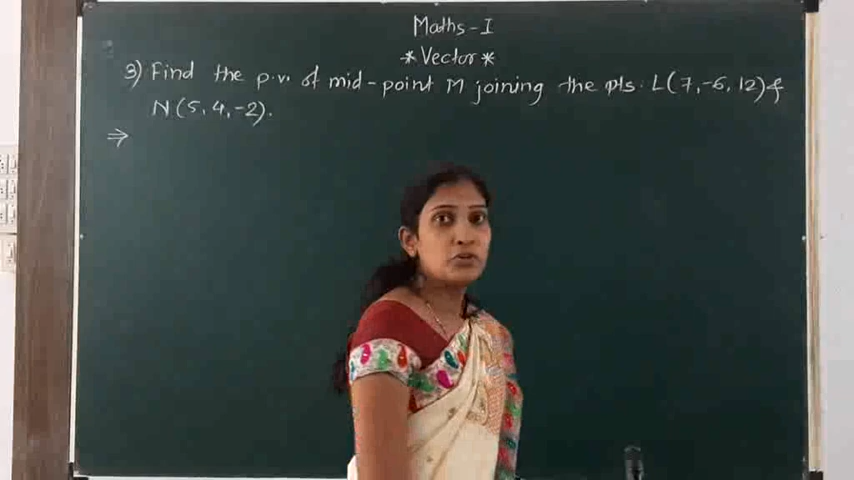 Maths-I
*Vector*
3) Find the p.v. of mid-point M joining the pts. L(7,-6,12) &
N(5,4,-2).
⇒